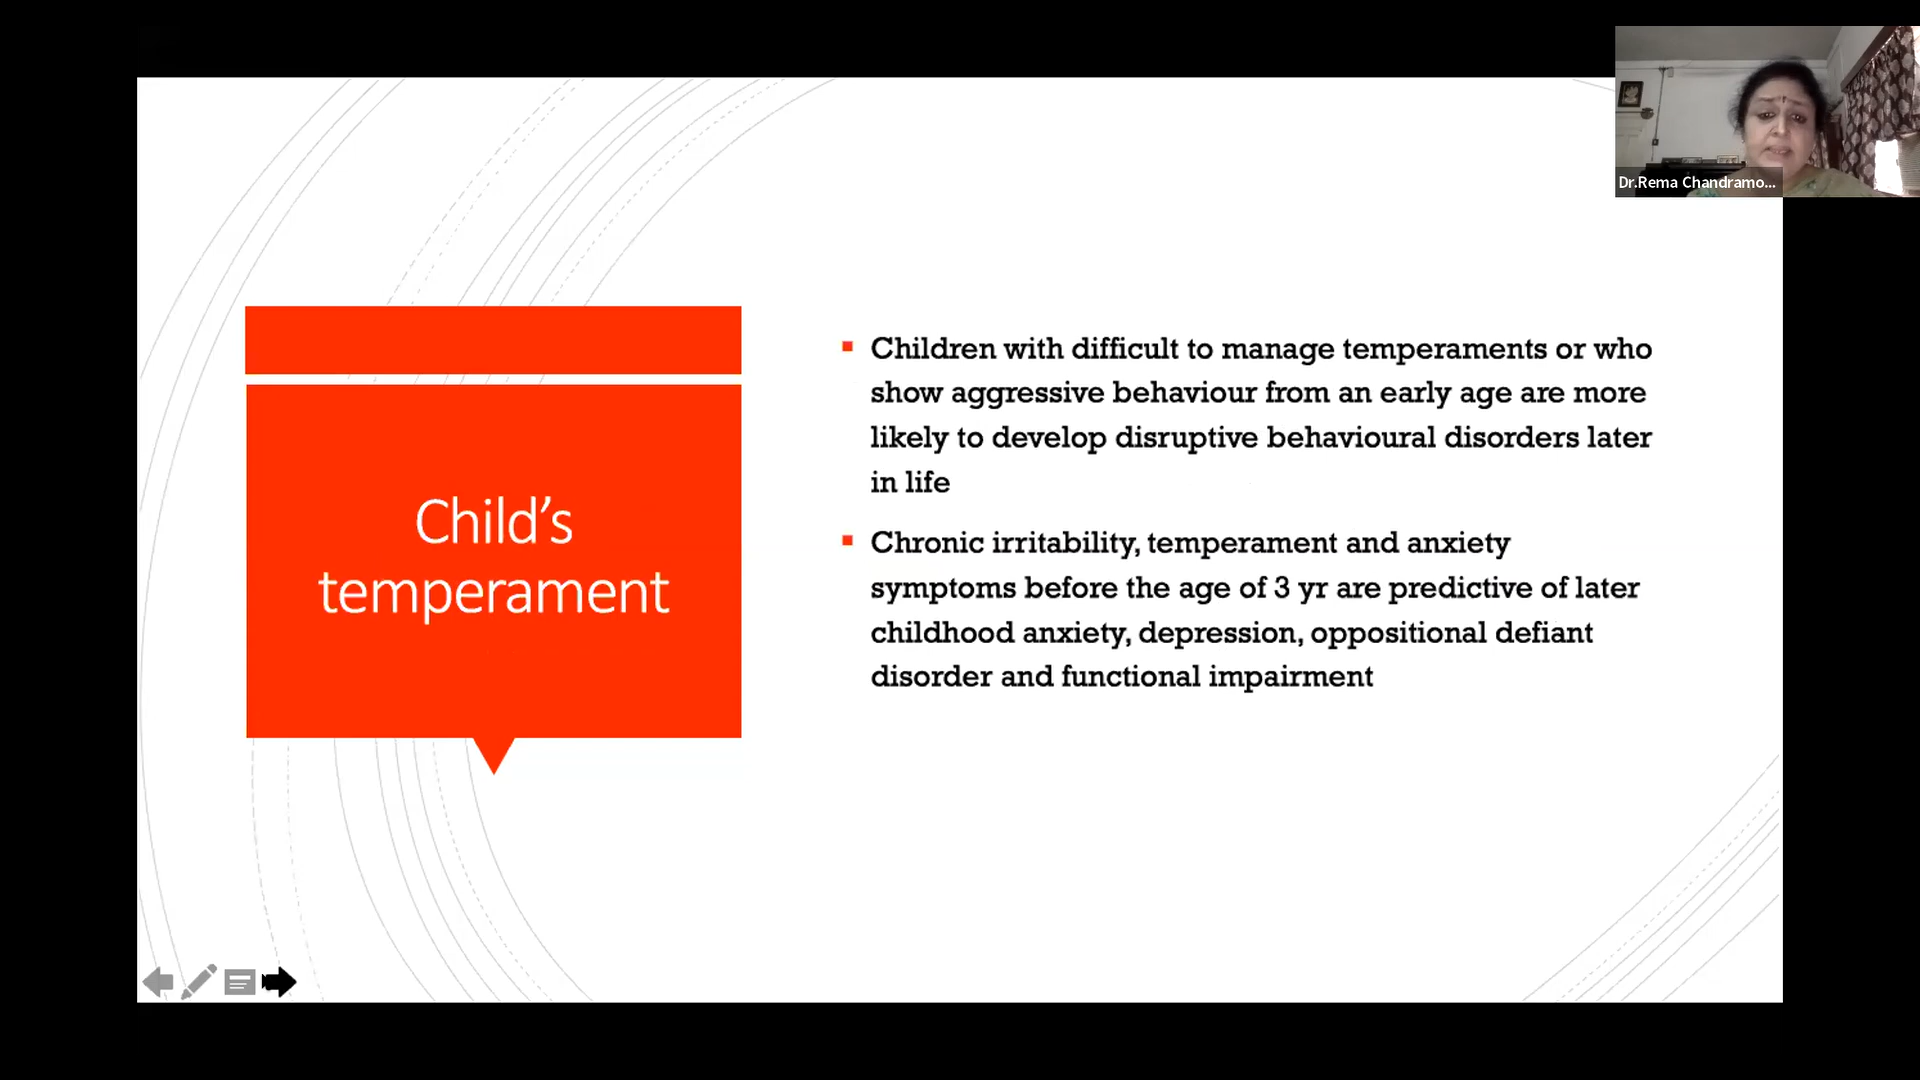 Dr.Rema Chandramo...
Child’s
temperament
Children with difficult to manage temperaments or who
show aggressive behaviour from an early age are more
likely to develop disruptive behavioural disorders later
in life
Chronic irritability, temperament and anxiety
symptoms before the age of 3 yr are predictive of later
childhood anxiety, depression, oppositional defiant
disorder and functional impairment